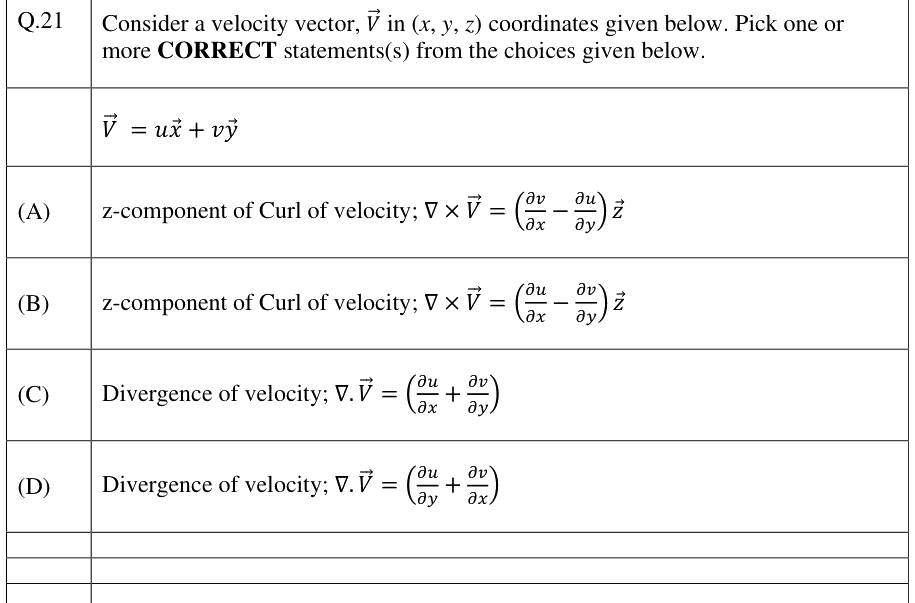 Q.21 Consider a velocity vector, V⃗ in (x, y, z) coordinates given below. Pick one or
more CORRECT statements(s) from the choices given below.
V⃗ = ux⃗ + vy⃗
(A) z-component of Curl of velocity; ∇ × V⃗ = (∂v/∂x − ∂u/∂y) z⃗
(B) z-component of Curl of velocity; ∇ × V⃗ = (∂u/∂x − ∂v/∂y) z⃗
(C) Divergence of velocity; ∇. V⃗ = (∂u/∂x + ∂v/∂y)
(D) Divergence of velocity; ∇. V⃗ = (∂u/∂y + ∂v/∂x)